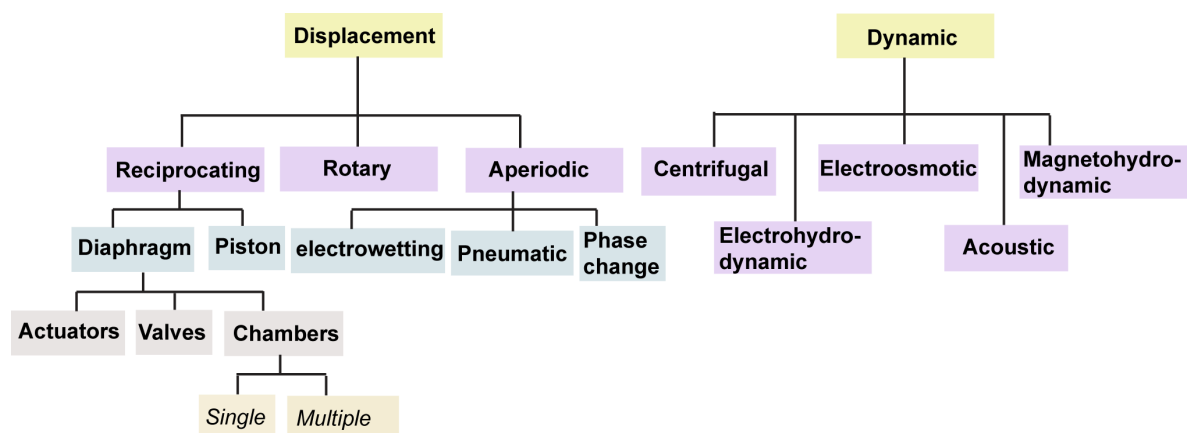 Displacement
Dynamic
Reciprocating
Rotary
Aperiodic
Centrifugal
Electroosmotic
Magnetohydro-
dynamic
Diaphragm
Piston
electrowetting
Pneumatic
Phase
change
Electrohydro-
dynamic
Acoustic
Actuators
Valves
Chambers
Single
Multiple